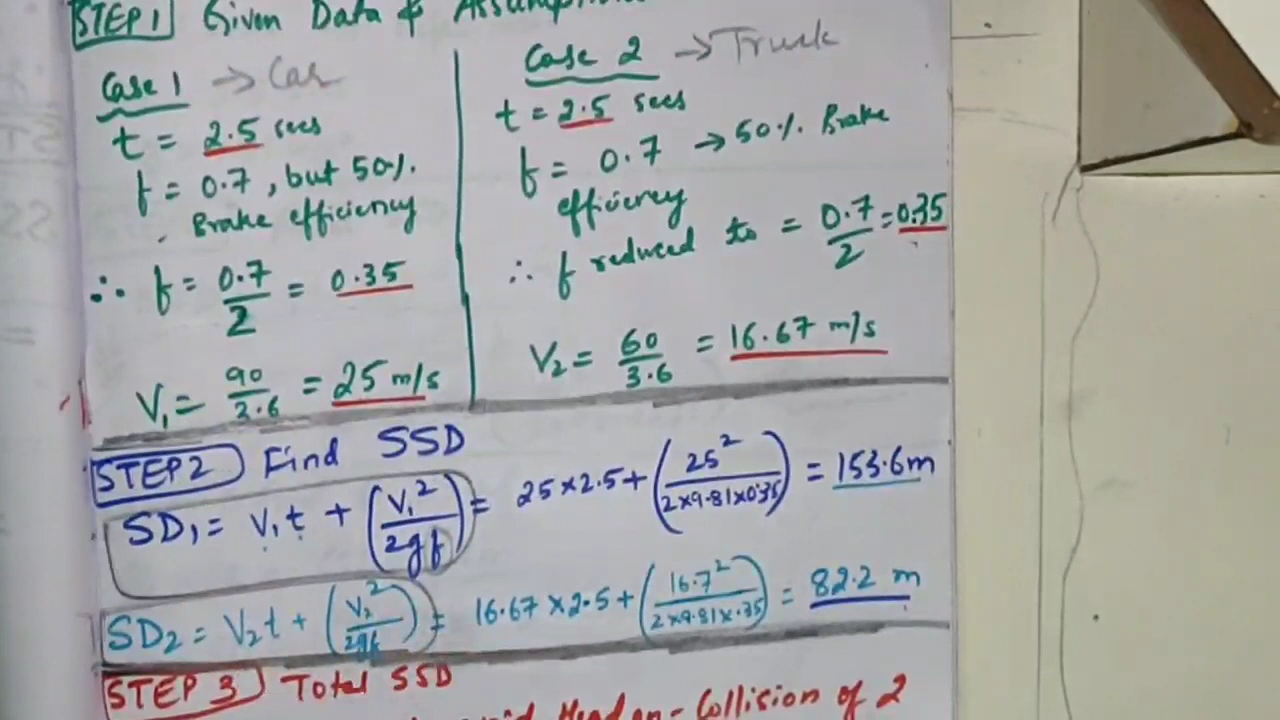 STEP 1 Given Data & Assumptions
Case 1 → Car
t = 2.5 secs
f = 0.7, but 50%.
Brake efficiency
∴ f = 0.7/2 = 0.35
V₁ = 90/3.6 = 25 m/s
Case 2 → Truck
t = 2.5 secs
f = 0.7 → 50%. Brake
efficiency
∴ f reduced to = 0.7/2 = 0.35
V₂ = 60/3.6 = 16.67 m/s
STEP 2 Find SSD
SD₁ = V₁t + (V₁²/2gf) = 25×2.5+(25²/2×9.81×0.35) = 153.6m
SD₂ = V₂t + (V₂²/2gf) = 16.67×2.5+(16.7²/2×9.81×.35) = 82.2 m
STEP 3 Total SSD
Head on-Collision of 2